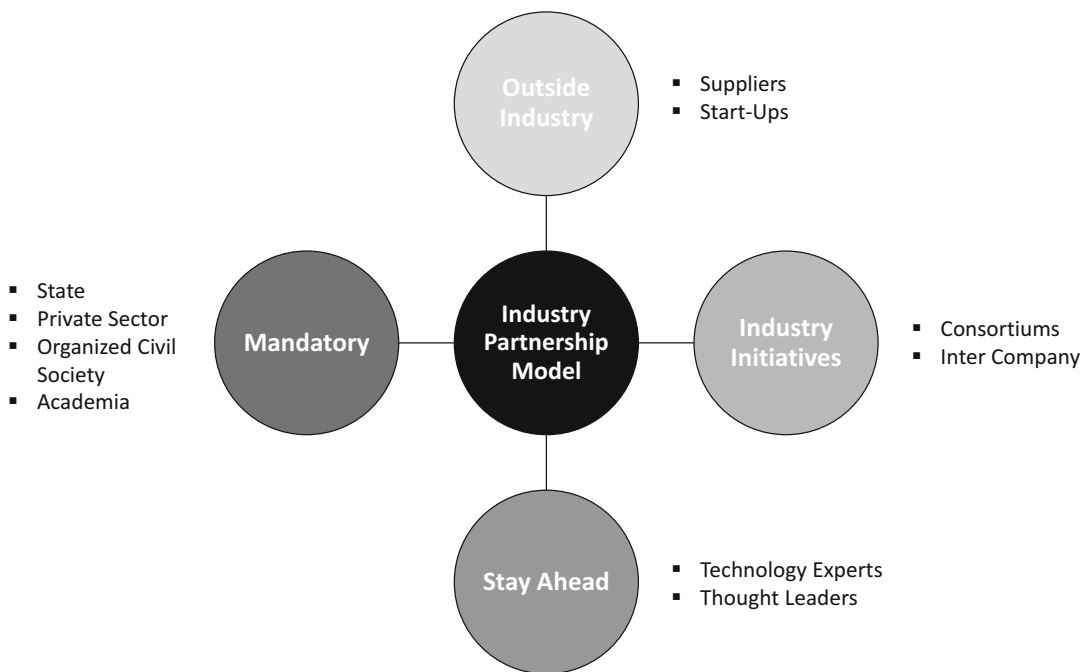 Outside
Industry
▪ Suppliers
▪ Start-Ups
▪ State
▪ Private Sector
▪ Organized Civil
Society
▪ Academia
Mandatory
Industry
Partnership
Model
Industry
Initiatives
▪ Consortiums
▪ Inter Company
Stay Ahead
▪ Technology Experts
▪ Thought Leaders